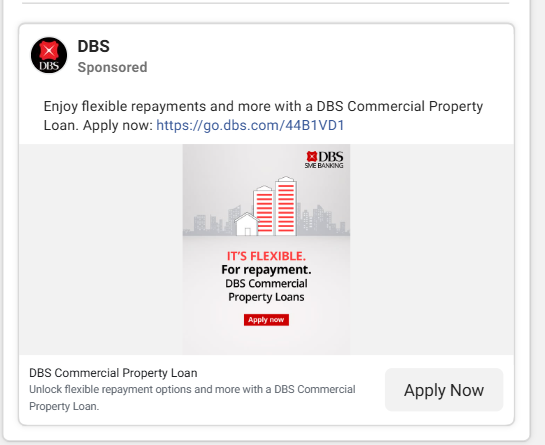 DBS
DBS
Sponsored
Enjoy flexible repayments and more with a DBS Commercial Property
Loan. Apply now: https://go.dbs.com/44B1VD1
DBS
SME BANKING
IT'S FLEXIBLE.
For repayment.
DBS Commercial
Property Loans
Apply now
DBS Commercial Property Loan
Unlock flexible repayment options and more with a DBS Commercial
Property Loan.
Apply Now